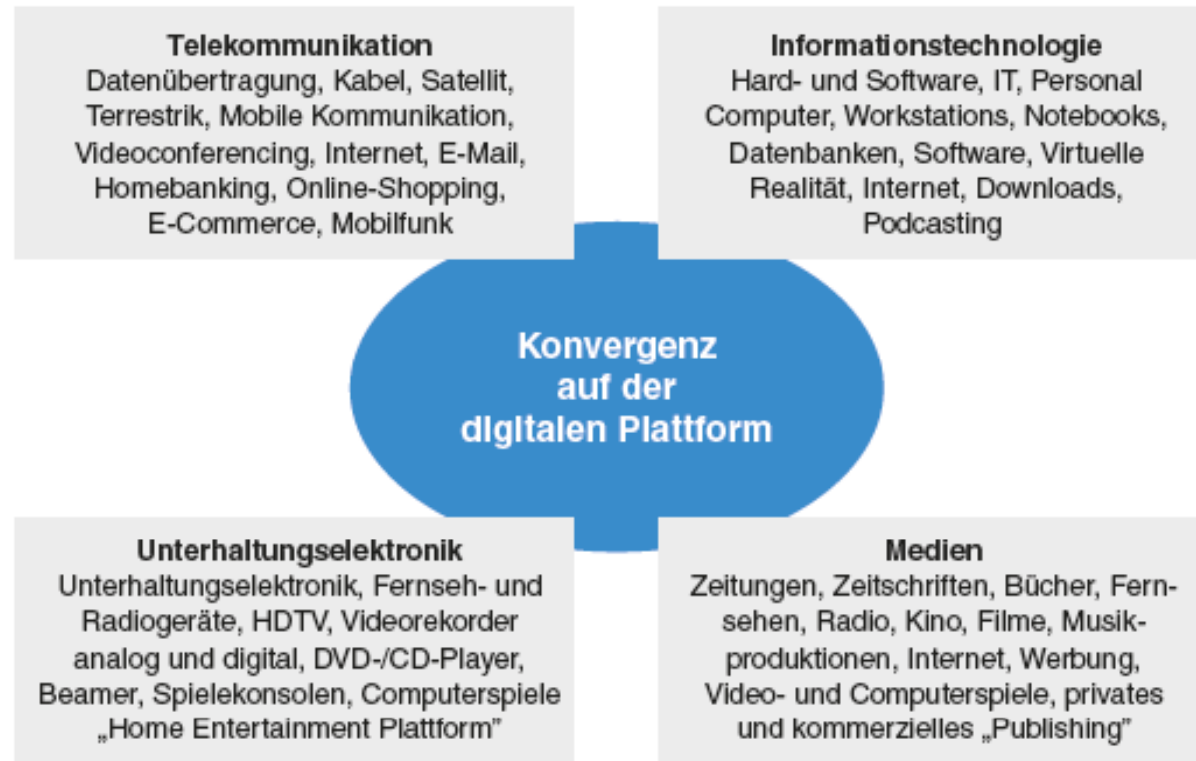 Telekommunikation
Datenübertragung, Kabel, Satellit,
Terrestrik, Mobile Kommunikation,
Videoconferencing, Internet, E-Mail,
Homebanking, Online-Shopping,
E-Commerce, Mobilfunk
Informationstechnologie
Hard- und Software, IT, Personal
Computer, Workstations, Notebooks,
Datenbanken, Software, Virtuelle
Realität, Internet, Downloads,
Podcasting
Konvergenz
auf der
digitalen Plattform
Unterhaltungselektronik
Unterhaltungselektronik, Fernseh- und
Radiogeräte, HDTV, Videorekorder
analog und digital, DVD-/CD-Player,
Beamer, Spielekonsolen, Computerspiele
„Home Entertainment Plattform”
Medien
Zeitungen, Zeitschriften, Bücher, Fern-
sehen, Radio, Kino, Filme, Musik-
produktionen, Internet, Werbung,
Video- und Computerspiele, privates
und kommerzielles „Publishing”